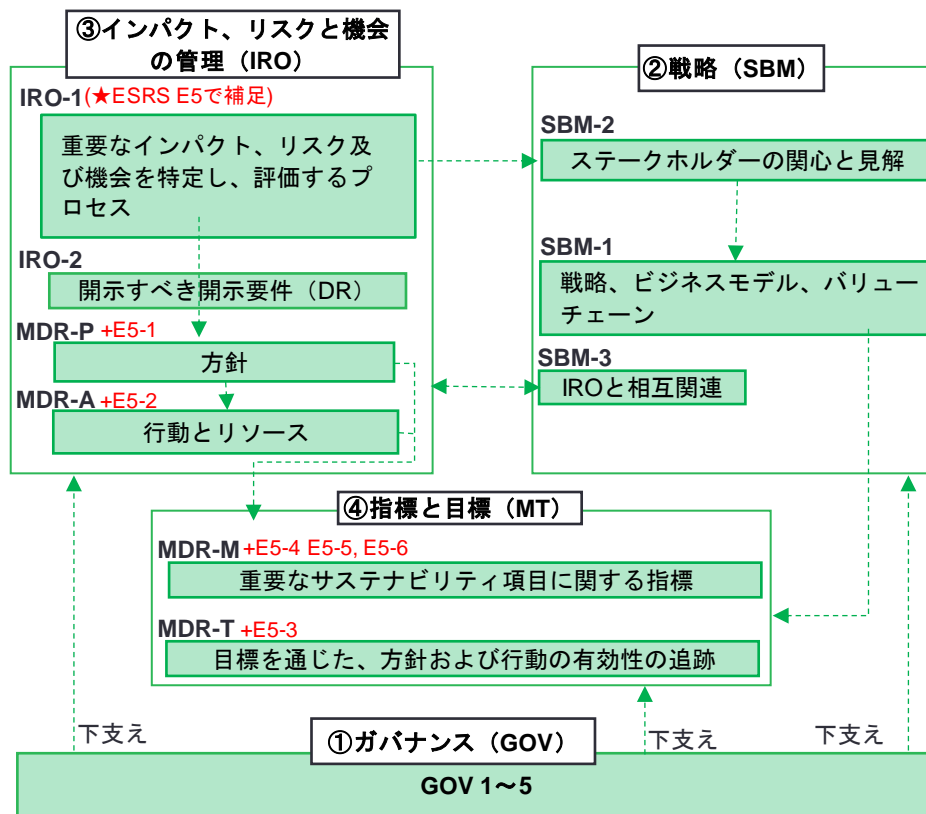 ③インパクト、リスクと機会
の管理（IRO）
IRO-1(★ESRS E5で補足)
重要なインパクト、リスク及
び機会を特定し、評価するプ
ロセス
IRO-2
開示すべき開示要件（DR）
MDR-P +E5-1
方針
MDR-A +E5-2
行動とリソース
②戦略（SBM）
SBM-2
ステークホルダーの関心と見解
SBM-1
戦略、ビジネスモデル、バリュー
チェーン
SBM-3
IROと相互関連
④指標と目標（MT）
MDR-M +E5-4 E5-5, E5-6
重要なサステナビリティ項目に関する指標
MDR-T +E5-3
目標を通じた、方針および行動の有効性の追跡
下支え
下支え
下支え
①ガバナンス（GOV）
GOV 1～5